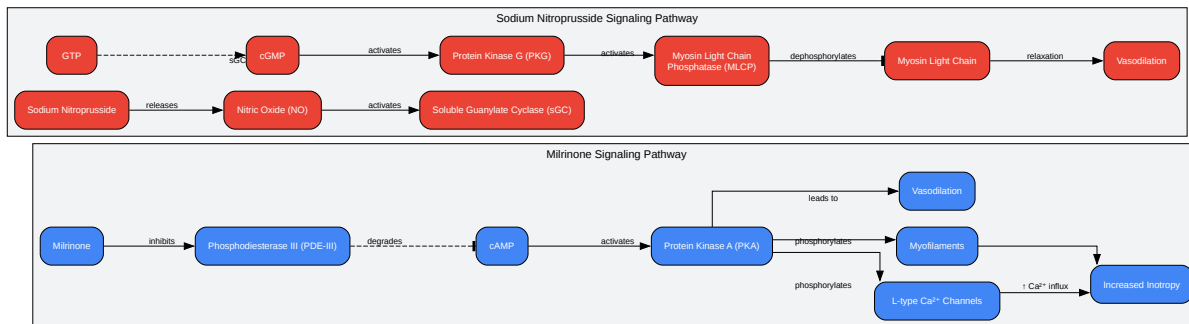 Sodium Nitroprusside Signaling Pathway
GTP
sGC
cGMP
activates
Protein Kinase G (PKG)
activates
Myosin Light Chain
Phosphatase (MLCP)
dephosphorylates
Myosin Light Chain
relaxation
Vasodilation
Sodium Nitroprusside
releases
Nitric Oxide (NO)
activates
Soluble Guanylate Cyclase (sGC)
Milrinone Signaling Pathway
Milrinone
inhibits
Phosphodiesterase III (PDE-III)
degrades
cAMP
activates
Protein Kinase A (PKA)
leads to
Vasodilation
phosphorylates
Myofilaments
phosphorylates
L-type Ca²⁺ Channels
↑ Ca²⁺ influx
Increased Inotropy